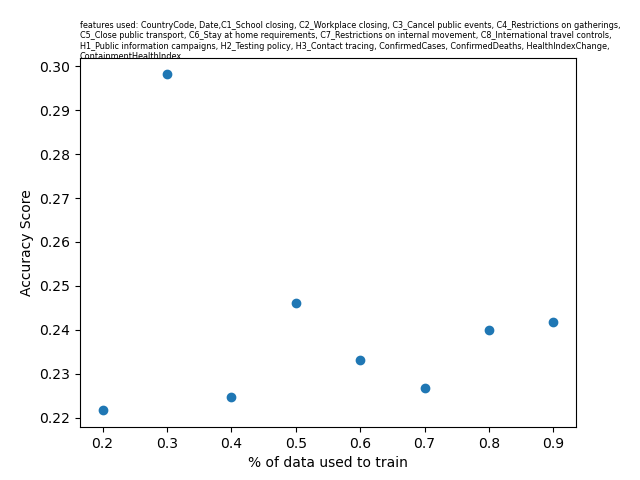 features used: CountryCode, Date,C1_School closing, C2_Workplace closing, C3_Cancel public events, C4_Restrictions on gatherings,
C5_Close public transport, C6_Stay at home requirements, C7_Restrictions on internal movement, C8_International travel controls,
H1_Public information campaigns, H2_Testing policy, H3_Contact tracing, ConfirmedCases, ConfirmedDeaths, HealthIndexChange,
ContainmentHealthIndex
0.30
0.29
0.28
0.27
0.26
0.25
0.24
0.23
0.22
Accuracy Score
0.2 0.3 0.4 0.5 0.6 0.7 0.8 0.9
% of data used to train